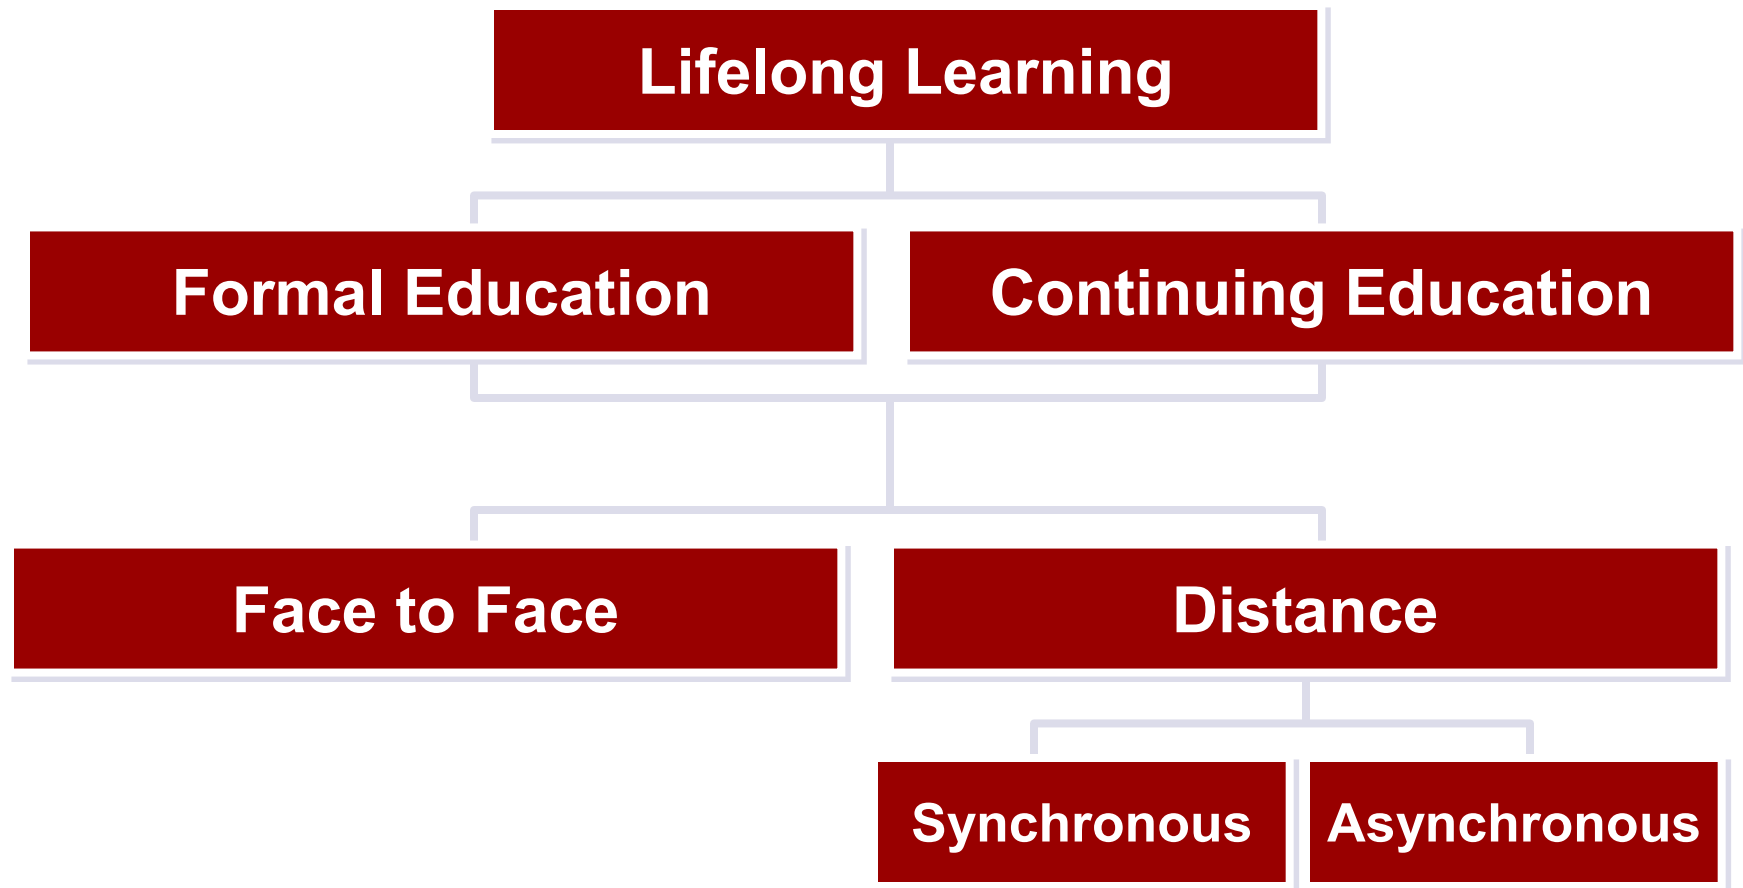 Lifelong Learning
Formal Education
Continuing Education
Face to Face
Distance
Synchronous
Asynchronous